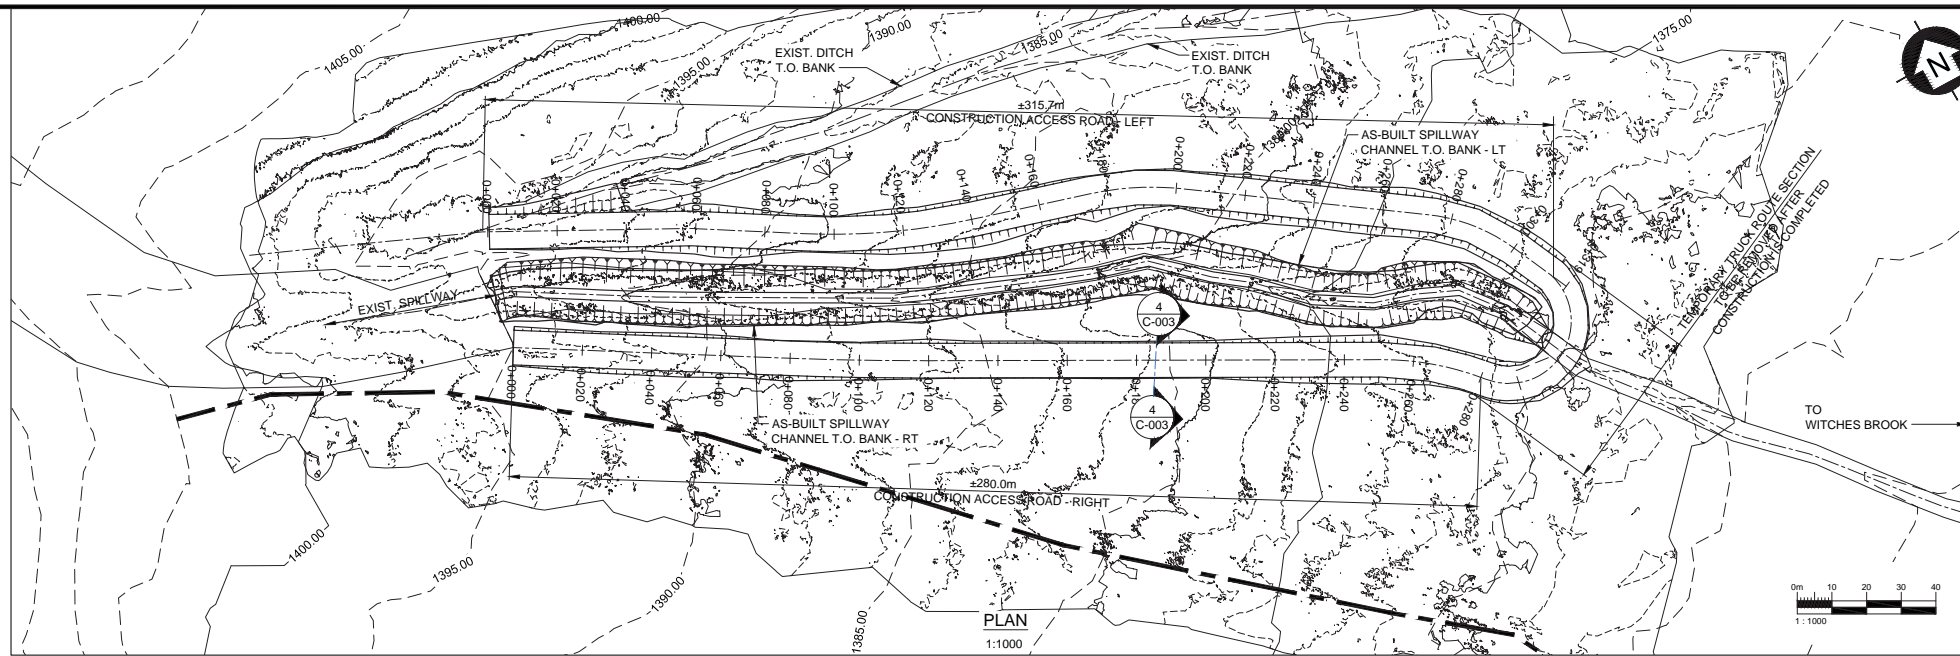 1400.00
1405.00
1395.00
1390.00
1385.00
1375.00
N
EXIST. DITCH
T.O. BANK
EXIST. DITCH
T.O. BANK
±315.7m
CONSTRUCTION ACCESS ROAD - LEFT
AS-BUILT SPILLWAY
CHANNEL T.O. BANK - LT
0+000
0+040
0+060
0+080
0+100
0+120
0+140
0+160
0+200
0+220
0+240
0+260
0+280
0+300
TEMPORARY TRUCK ROUTE SECTION
TO BE REMOVED AFTER
CONSTRUCTION IS COMPLETED
EXIST. SPILLWAY
4
C-003
0+000
0+020
0+040
0+060
0+080
0+100
0+120
0+140
0+160
0+200
0+220
0+240
0+260
0+280
4
C-003
AS-BUILT SPILLWAY
CHANNEL T.O. BANK - RT
TO
WITCHES BROOK
±280.0m
CONSTRUCTION ACCESS ROAD - RIGHT
1400.00
1395.00
1390.00
1385.00
PLAN
1:1000
0m 10 20 30 40
1 : 1000